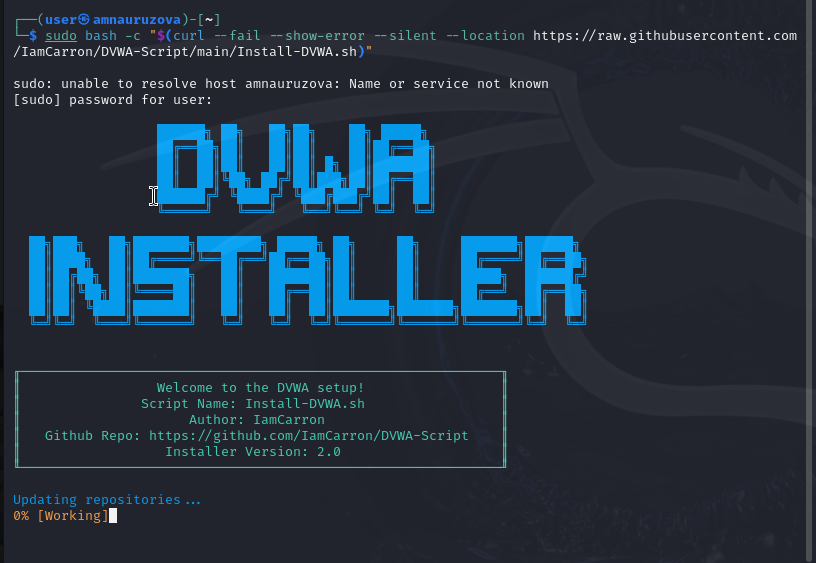 ┌──(user㉿amnauruzova)-[~]
└─$ sudo bash -c "$(curl --fail --show-error --silent --location https://raw.githubusercontent.com
/IamCarron/DVWA-Script/main/Install-DVWA.sh)"
sudo: unable to resolve host amnauruzova: Name or service not known
[sudo] password for user:
DVWA
INSTALLER
Welcome to the DVWA setup!
Script Name: Install-DVWA.sh
Author: IamCarron
Github Repo: https://github.com/IamCarron/DVWA-Script
Installer Version: 2.0
Updating repositories...
0% [Working]